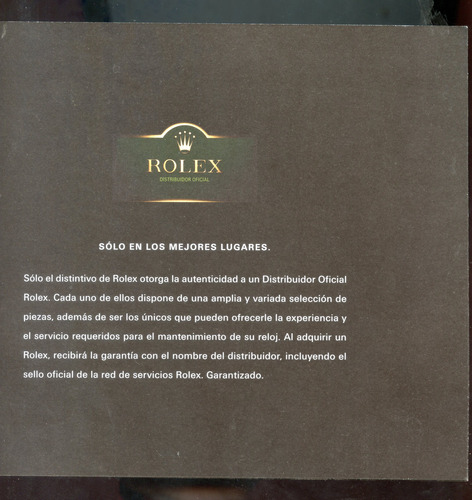 ROLEX
DISTRIBUIDOR OFICIAL
SÓLO EN LOS MEJORES LUGARES.
Sólo el distintivo de Rolex otorga la autenticidad a un Distribuidor Oficial
Rolex. Cada uno de ellos dispone de una amplia y variada selección de
piezas, además de ser los únicos que pueden ofrecerle la experiencia y
el servicio requeridos para el mantenimiento de su reloj. Al adquirir un
Rolex, recibirá la garantía con el nombre del distribuidor, incluyendo el
sello oficial de la red de servicios Rolex. Garantizado.